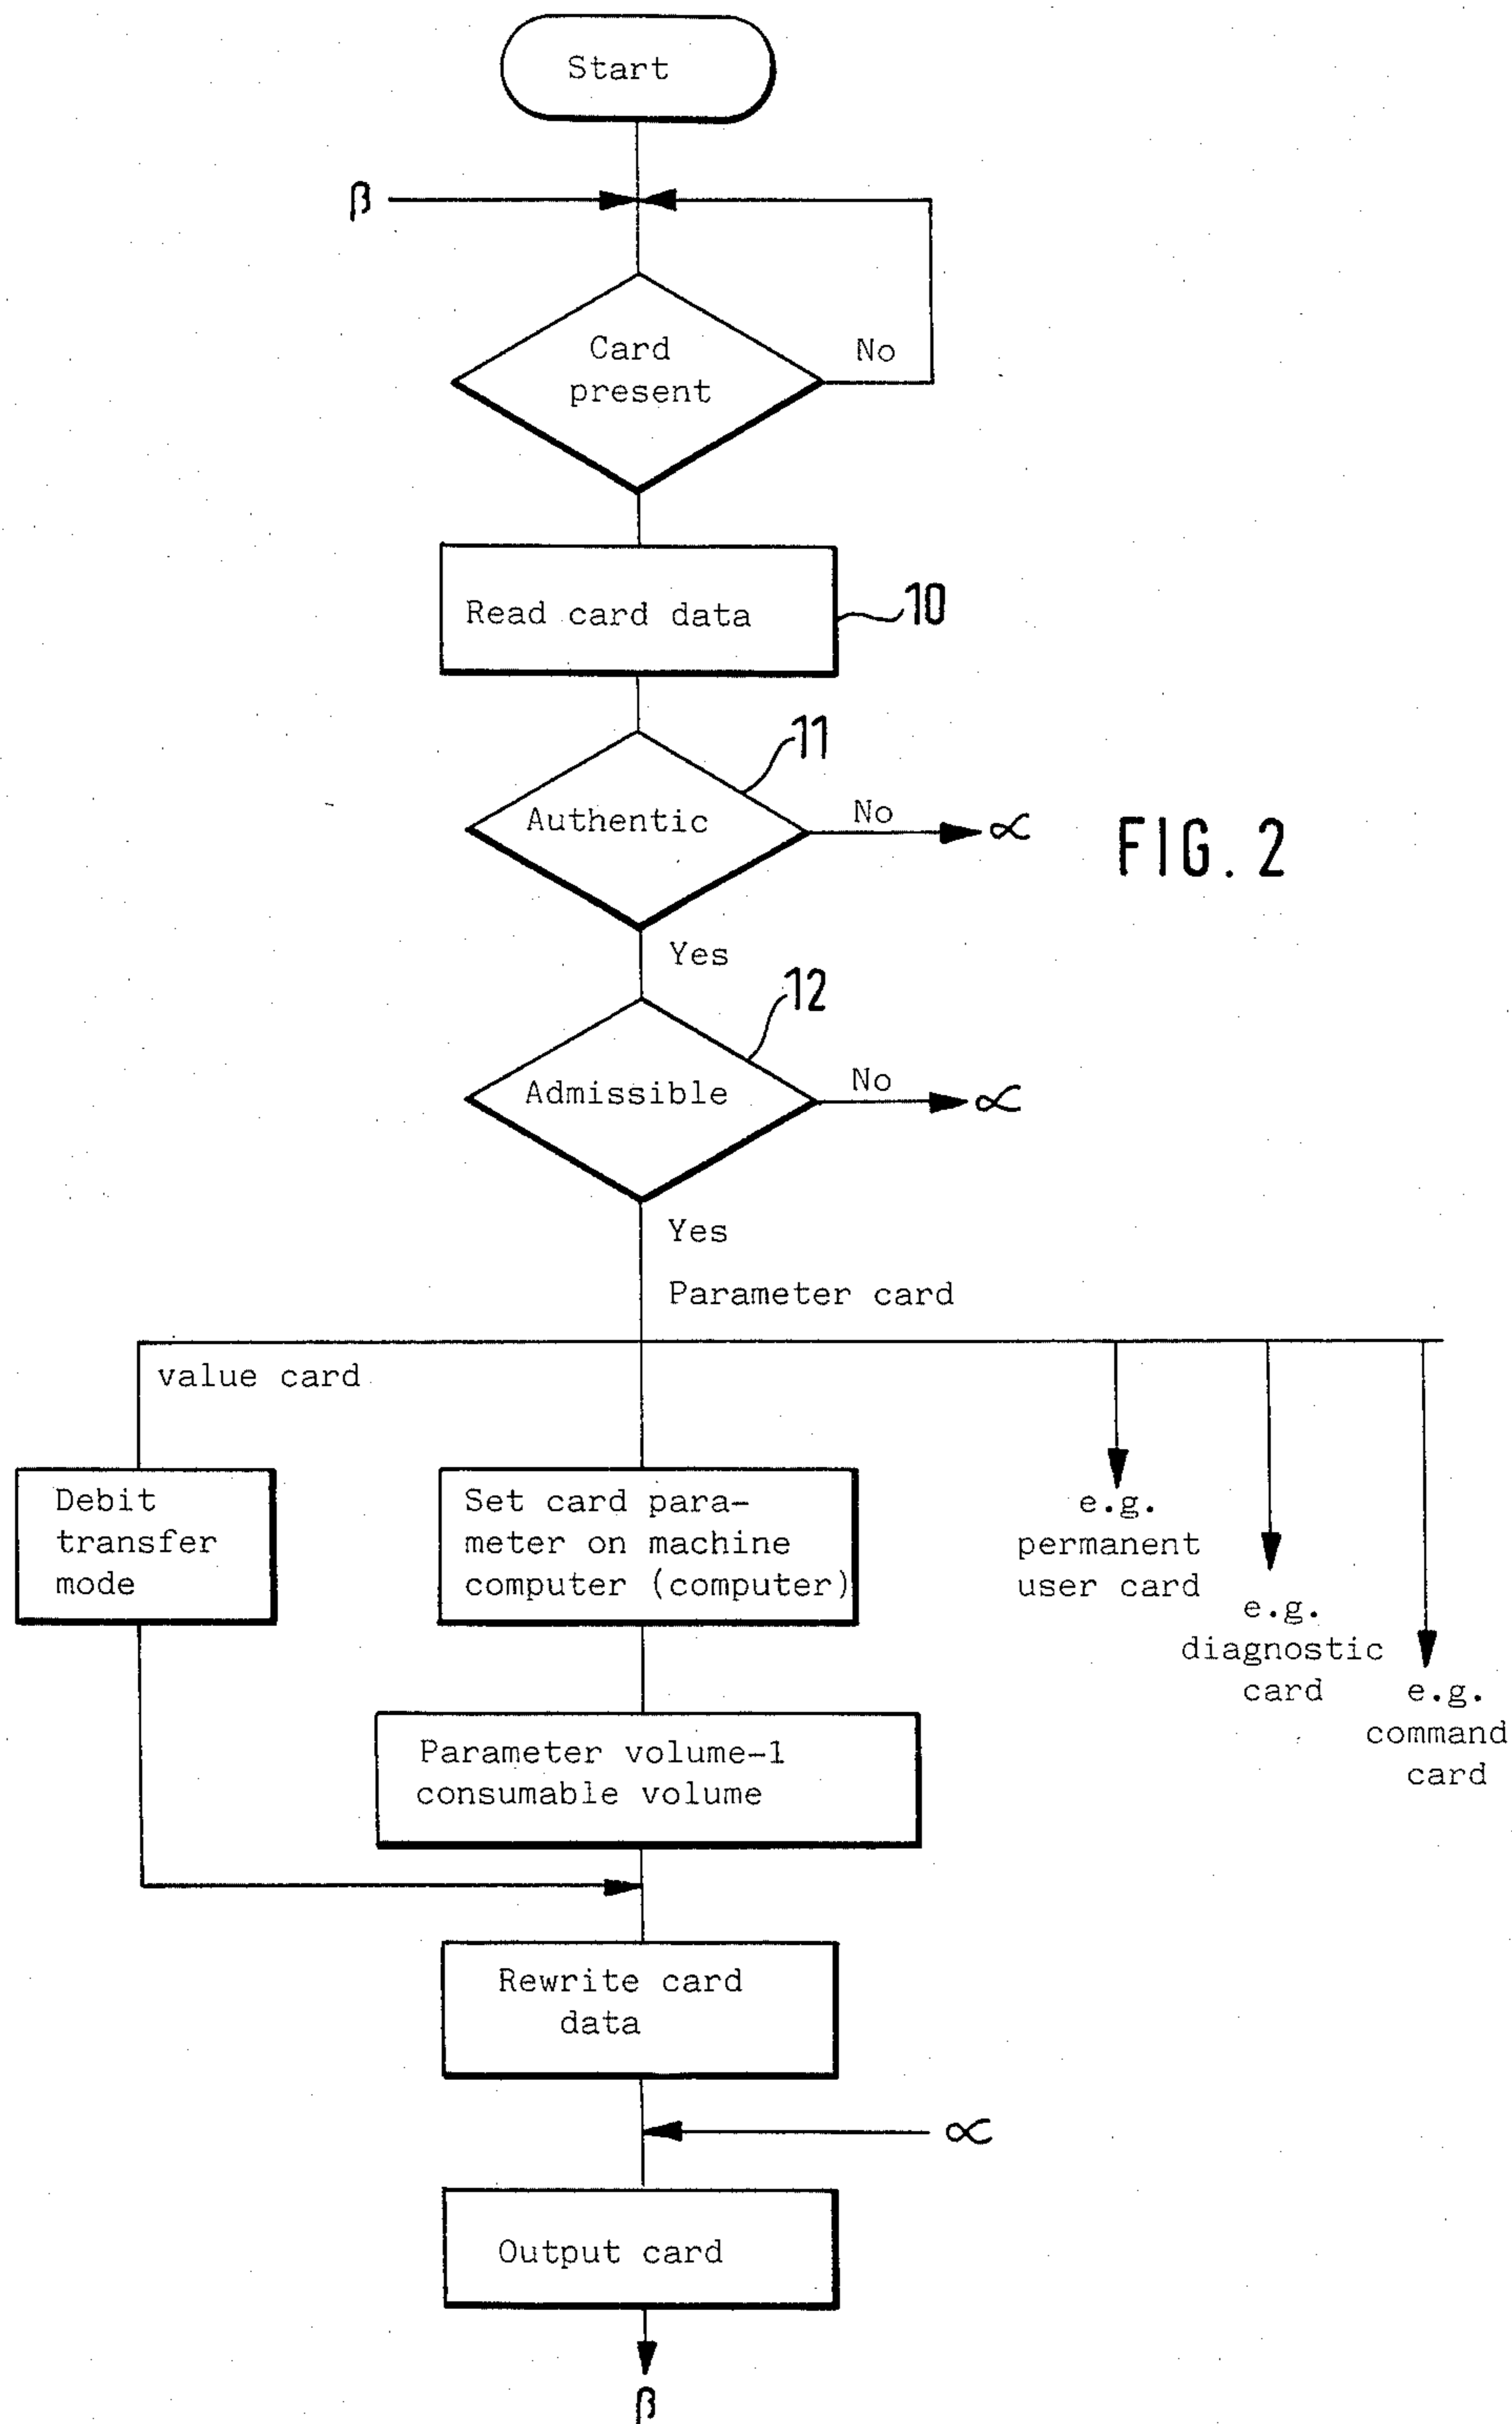 Start
β
Card
present
No
Read card data
10
11
Authentic
No
∝
FIG. 2
Yes
12
Admissible
No
∝
Yes
Parameter card
value card
Debit
transfer
mode
Set card para-
meter on machine
computer (computer)
e.g.
permanent
user card
e.g.
diagnostic
card
e.g.
command
card
Parameter volume-1
consumable volume
Rewrite card
data
∝
Output card
β